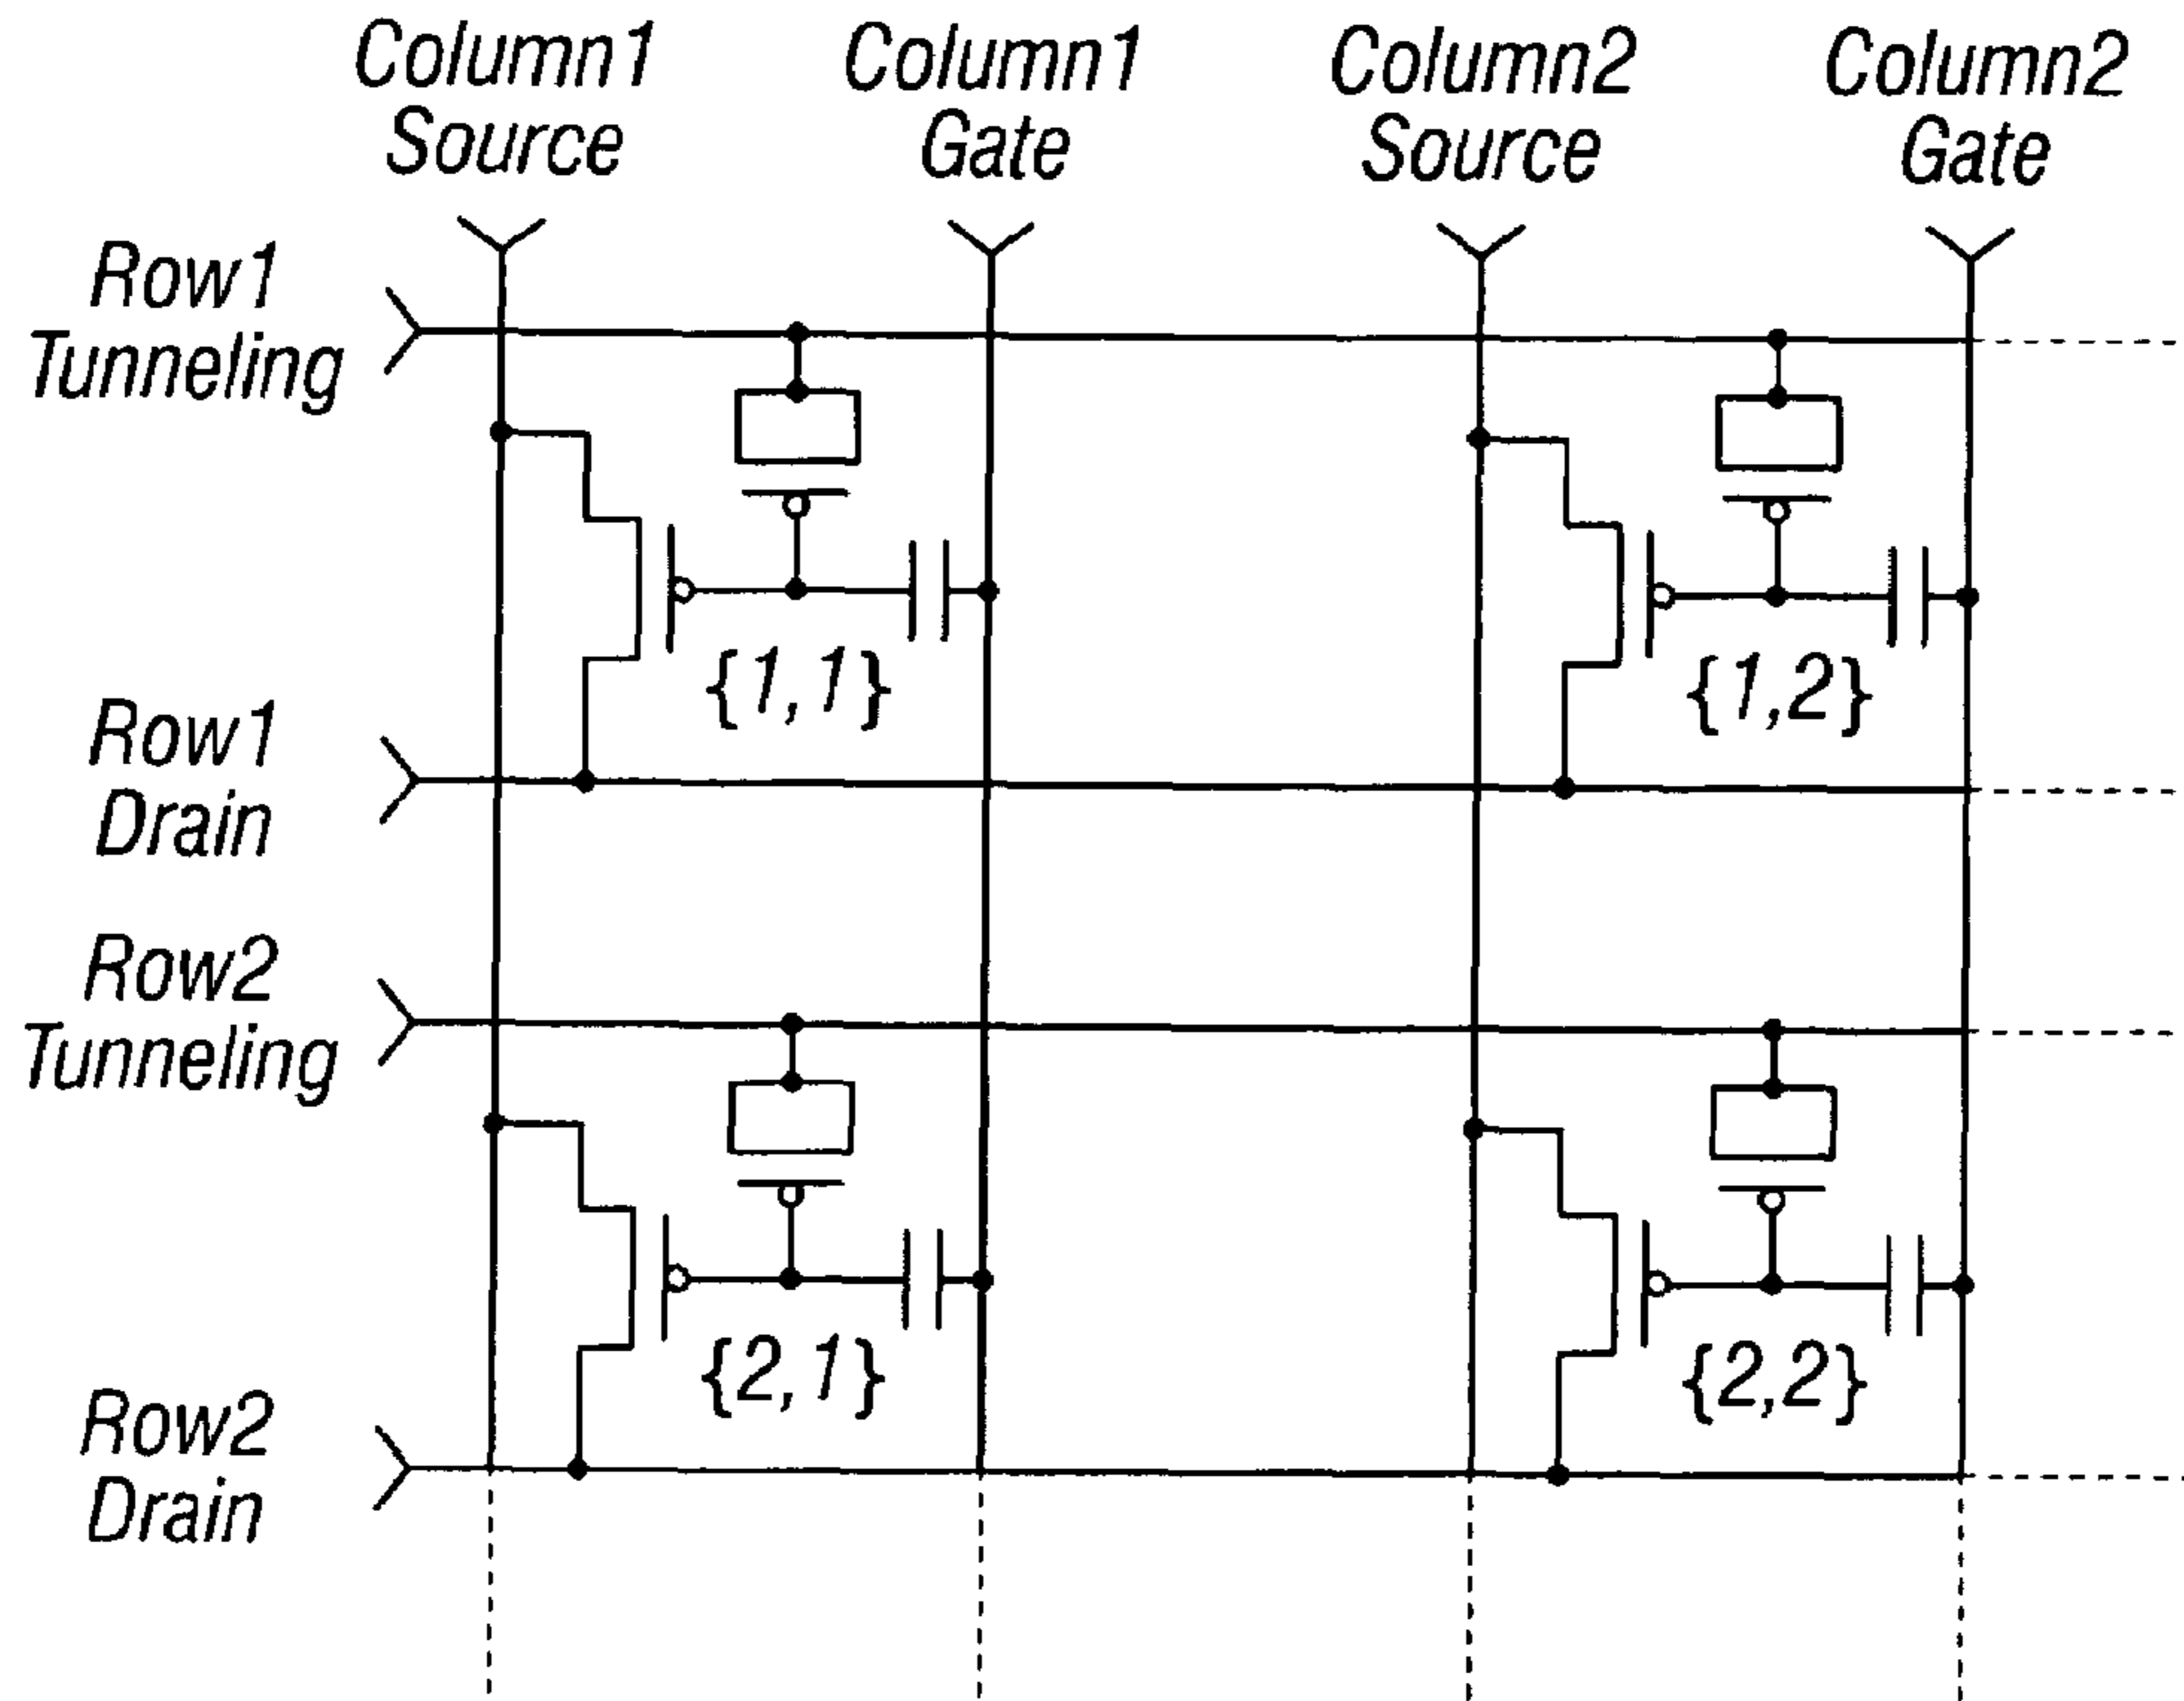 Column1
Source
Column1
Gate
Column2
Source
Column2
Gate
Row1
Tunneling
{1,1}
{1,2}
Row1
Drain
Row2
Tunneling
{2,1}
{2,2}
Row2
Drain